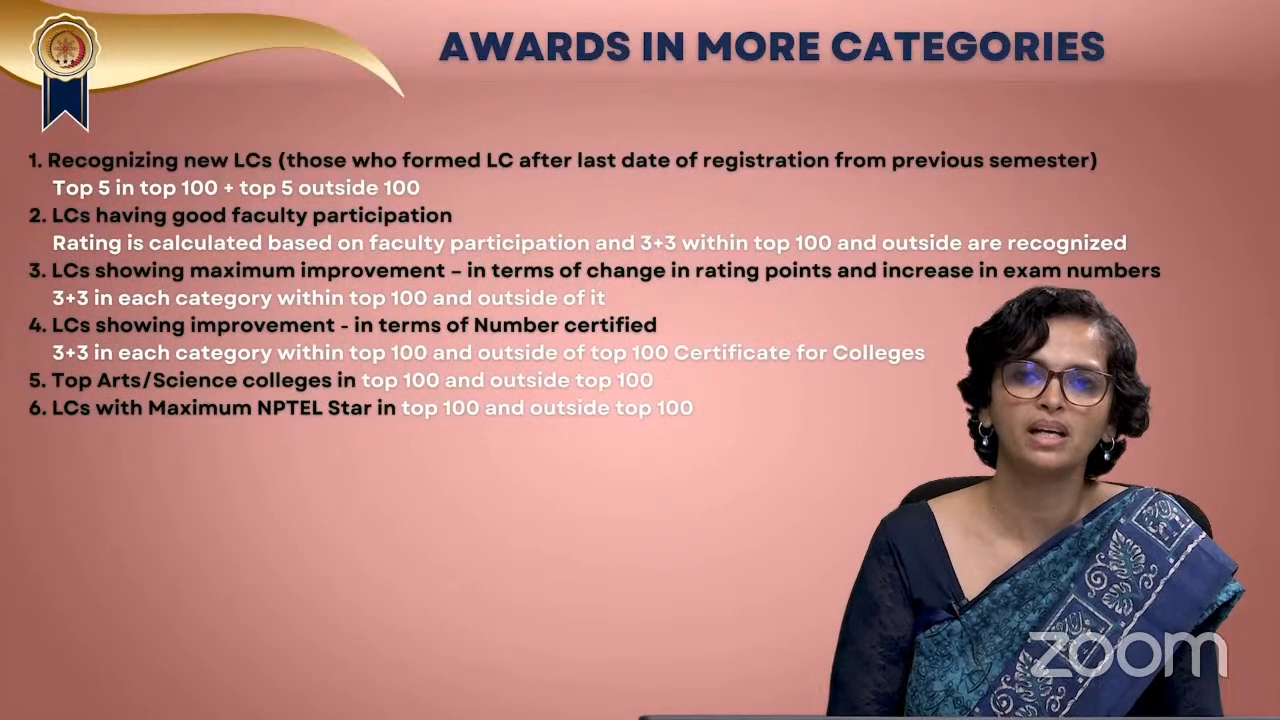 AWARDS IN MORE CATEGORIES
1. Recognizing new LCs (those who formed LC after last date of registration from previous semester)
Top 5 in top 100 + top 5 outside 100
2. LCs having good faculty participation
Rating is calculated based on faculty participation and 3+3 within top 100 and outside are recognized
3. LCs showing maximum improvement – in terms of change in rating points and increase in exam numbers
3+3 in each category within top 100 and outside of it
4. LCs showing improvement - in terms of Number certified
3+3 in each category within top 100 and outside of top 100 Certificate for Colleges
5. Top Arts/Science colleges in top 100 and outside top 100
6. LCs with Maximum NPTEL Star in top 100 and outside top 100
zoom